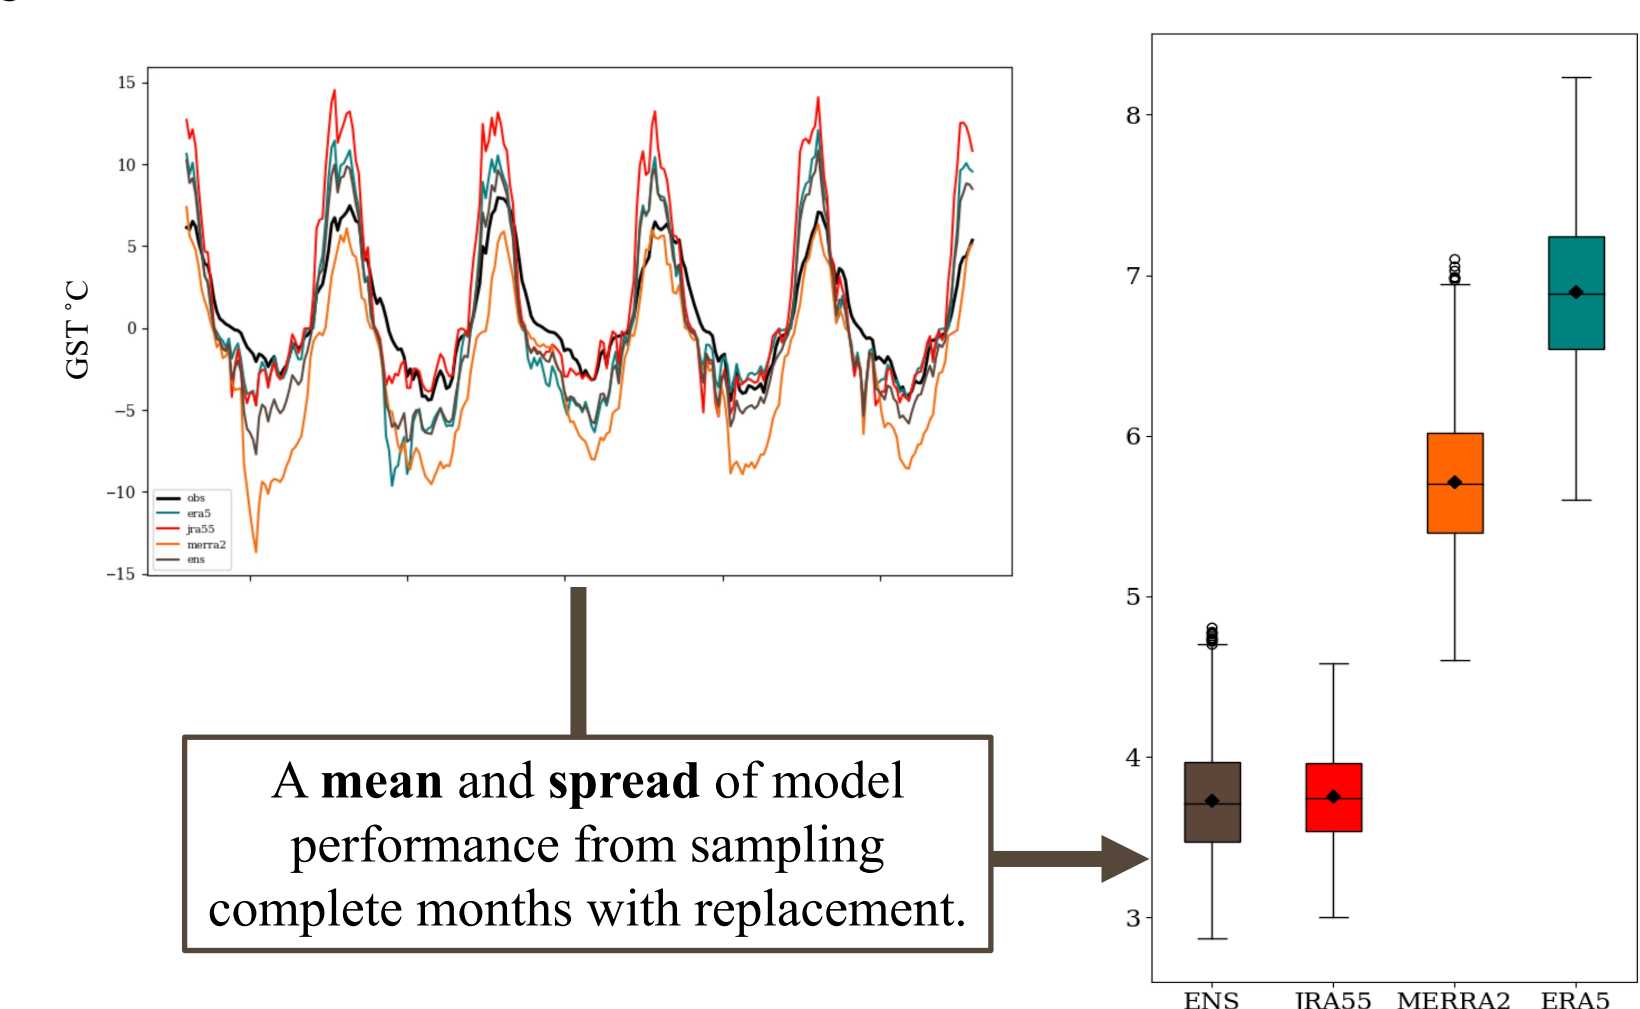 15
10
5
0
−5
−10
−15
GST °C
obs
era5
jra55
merra2
ens
A mean and spread of model
performance from sampling
complete months with replacement.
8
7
6
5
4
3
ENS JRA55 MERRA2 ERA5